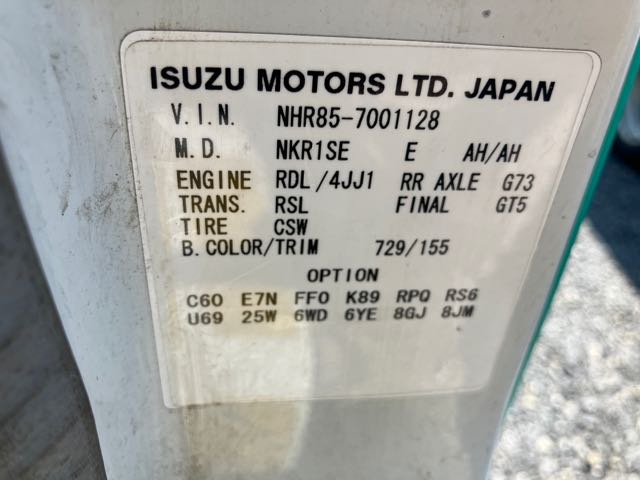 ISUZU MOTORS LTD. JAPAN
V.I.N. NHR85-7001128
M.D. NKR1SE E AH/AH
ENGINE RDL/4JJ1 RR AXLE G73
TRANS. RSL FINAL GT5
TIRE CSW
B.COLOR/TRIM 729/155
OPTION
C60 E7N FF0 K89 RPQ RS6
U69 25W 6WD 6YE 8GJ 8JM